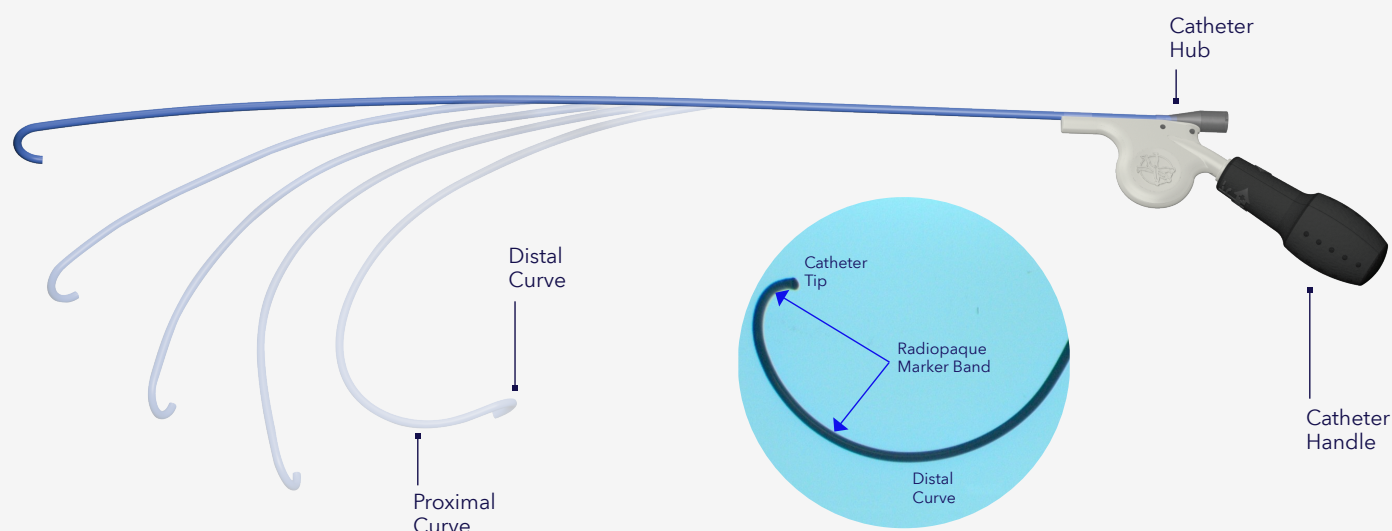 Catheter
Hub
Distal
Curve
Catheter
Tip
Radiopaque
Marker Band
Catheter
Handle
Distal
Curve
Proximal
Curve